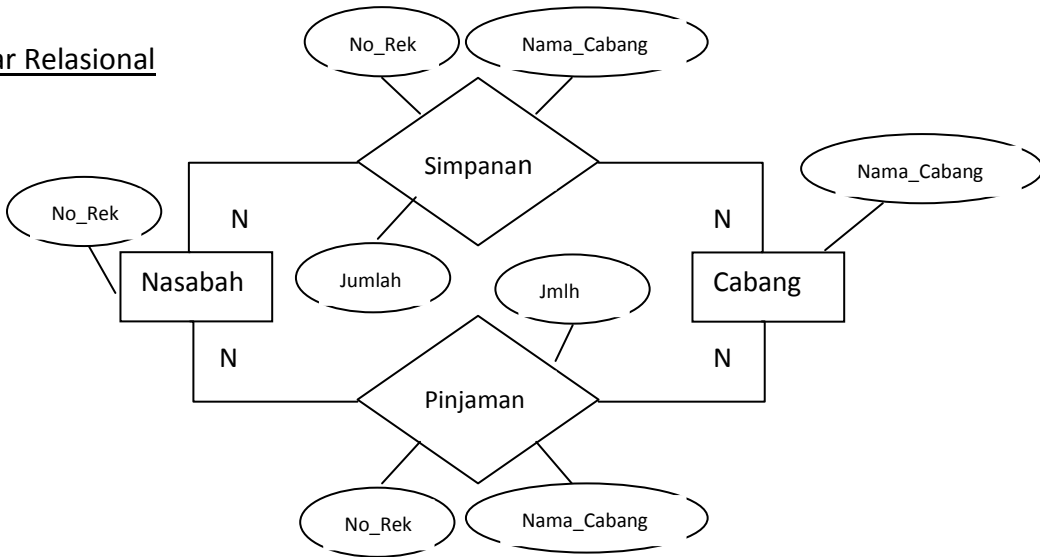 No_Rek Nama_Cabang
ar Relasional
Simpanan
Nama_Cabang
No_Rek
N N
Nasabah Jumlah Jmlh Cabang
N N
Pinjaman
No_Rek Nama_Cabang